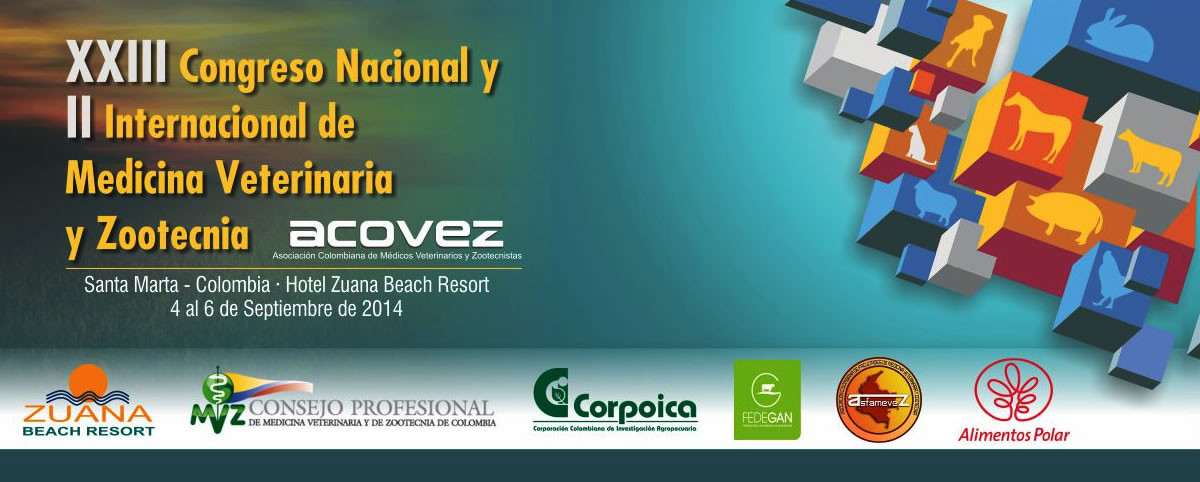 XXIII Congreso Nacional y
II Internacional de
Medicina Veterinaria
y Zootecnia
acovez
Asociación Colombiana de Médicos Veterinarios y Zootecnistas
Santa Marta - Colombia · Hotel Zuana Beach Resort
4 al 6 de Septiembre de 2014
ZUANA
BEACH RESORT
MVZ CONSEJO PROFESIONAL
DE MEDICINA VETERINARIA Y DE ZOOTECNIA DE COLOMBIA
Corpoica
Corporación Colombiana de Investigación Agropecuaria
FEDEGAN
asfameveZ
Alimentos Polar